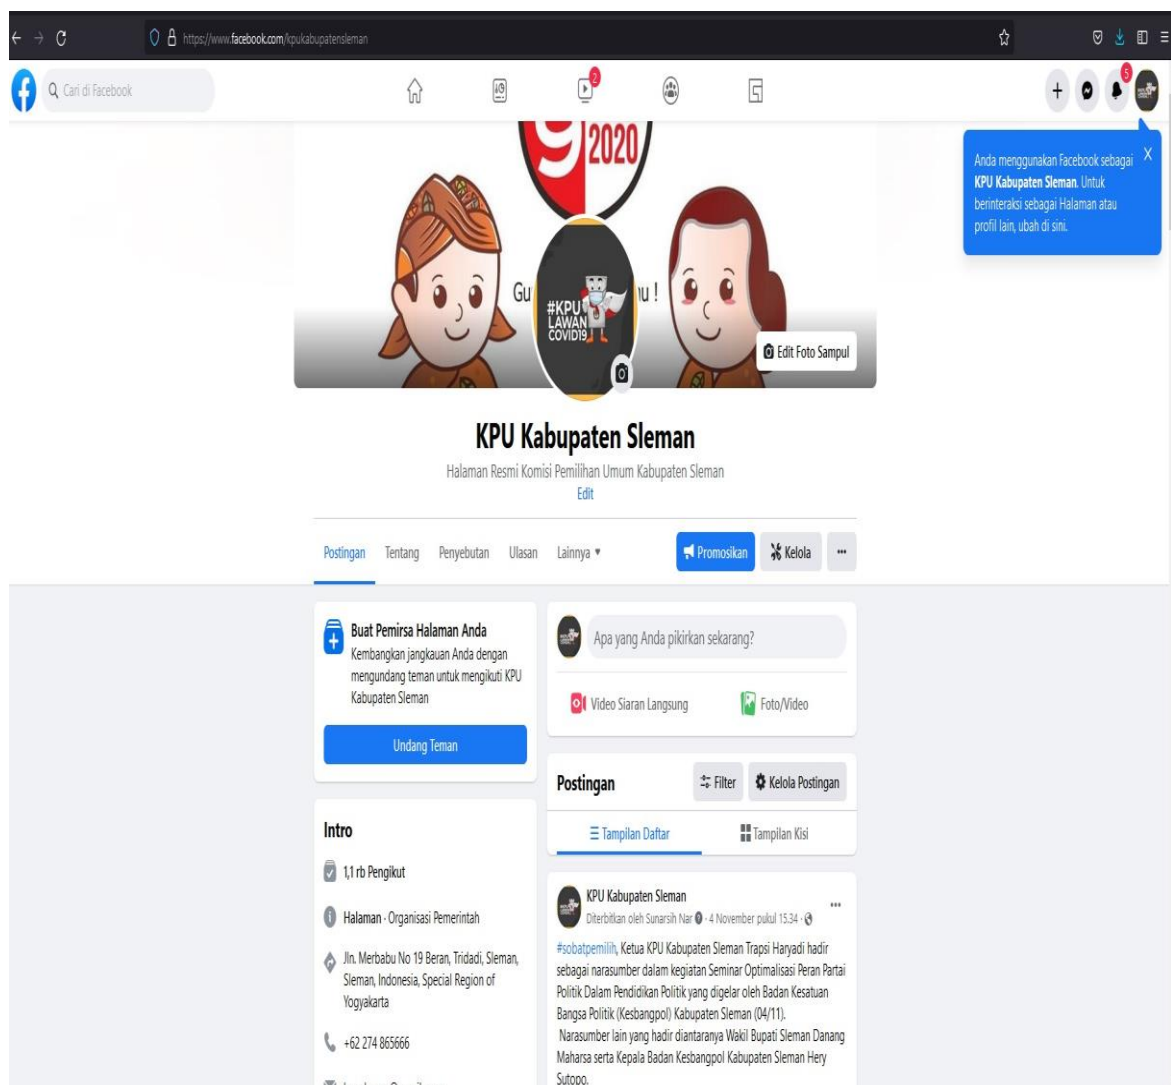 https://www.facebook.com/kpukabupatensleman
Cari di Facebook
2
5
Anda menggunakan Facebook sebagai
KPU Kabupaten Sleman. Untuk
berinteraksi sebagai Halaman atau
profil lain, ubah di sini.
9 2020
Gu
u !
#KPU
LAWAN
COVID19
Edit Foto Sampul
KPU Kabupaten Sleman
Halaman Resmi Komisi Pemilihan Umum Kabupaten Sleman
Edit
Postingan Tentang Penyebutan Ulasan Lainnya
Promosikan Kelola ...
Buat Pemirsa Halaman Anda
Kembangkan jangkauan Anda dengan
mengundang teman untuk mengikuti KPU
Kabupaten Sleman
Undang Teman
Intro
1,1 rb Pengikut
Halaman · Organisasi Pemerintah
Jln. Merbabu No 19 Beran, Tridadi, Sleman,
Sleman, Indonesia, Special Region of
Yogyakarta
+62 274 865666
Apa yang Anda pikirkan sekarang?
Video Siaran Langsung Foto/Video
Postingan Filter Kelola Postingan
Tampilan Daftar Tampilan Kisi
KPU Kabupaten Sleman
Diterbitkan oleh Sunarsih Nar · 4 November pukul 15.34 ·
#sobatpemilih, Ketua KPU Kabupaten Sleman Trapsi Haryadi hadir
sebagai narasumber dalam kegiatan Seminar Optimalisasi Peran Partai
Politik Dalam Pendidikan Politik yang digelar oleh Badan Kesatuan
Bangsa Politik (Kesbangpol) Kabupaten Sleman (04/11).
Narasumber lain yang hadir diantaranya Wakil Bupati Sleman Danang
Maharsa serta Kepala Badan Kesbangpol Kabupaten Sleman Hery
Sutopo.